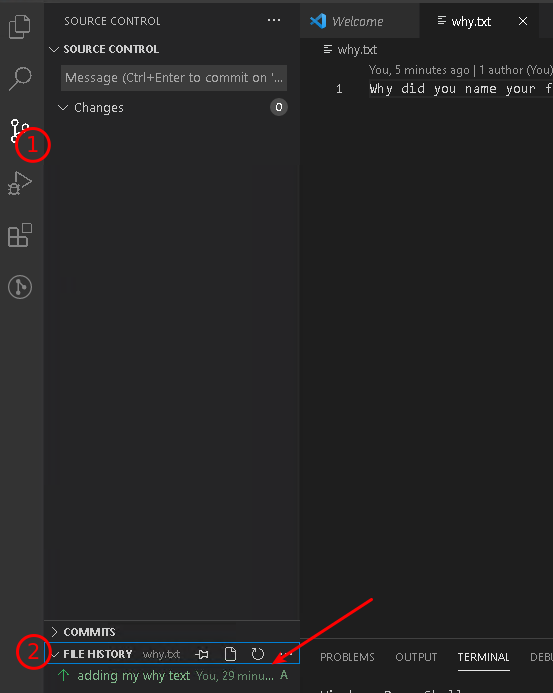 SOURCE CONTROL
SOURCE CONTROL
Message (Ctrl+Enter to commit on '...
Changes
0
1
COMMITS
2
FILE HISTORY why.txt
adding my why text You, 29 minu... A
Welcome
why.txt
why.txt
You, 5 minutes ago | 1 author (You)
1 Why did you name your f
PROBLEMS OUTPUT TERMINAL DEBU